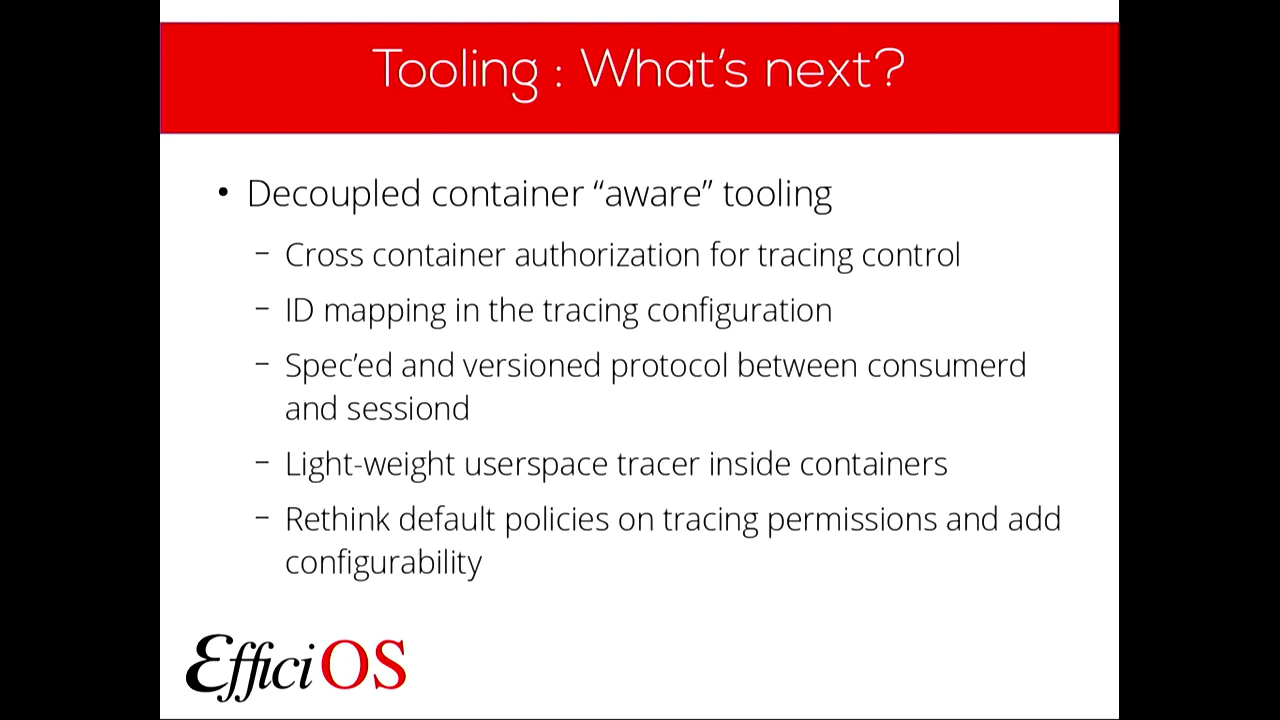 Tooling : What's next?
• Decoupled container “aware” tooling
– Cross container authorization for tracing control
– ID mapping in the tracing configuration
– Spec’ed and versioned protocol between consumerd
and sessiond
– Light-weight userspace tracer inside containers
– Rethink default policies on tracing permissions and add
configurability
EfficiOS